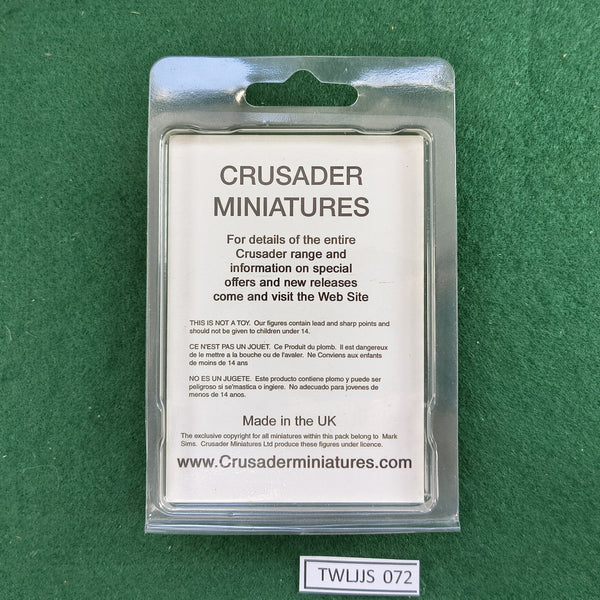 CRUSADER
MINIATURES
For details of the entire
Crusader range and
information on special
offers and new releases
come and visit the Web Site
THIS IS NOT A TOY. Our figures contain lead and sharp points and
should not be given to children under 14.
CE N'EST PAS UN JOUET. Ce Produit du plomb. Il est dangereux
de le mettre a la bouche ou de l'avaler. Ne Conviens aux enfants
de moins de 14 ans
NO ES UN JUGETE. Este producto contiene plomo y puede ser
peligroso si se'mastica o ingiere. No adecuado para jovenes de
menos de 14 anos.
Made in the UK
The exclusive copyright for all miniatures within this pack belong to Mark
Sims. Crusader Miniatures Ltd produce these figures under licence.
www.Crusaderminiatures.com
TWLJJS 072